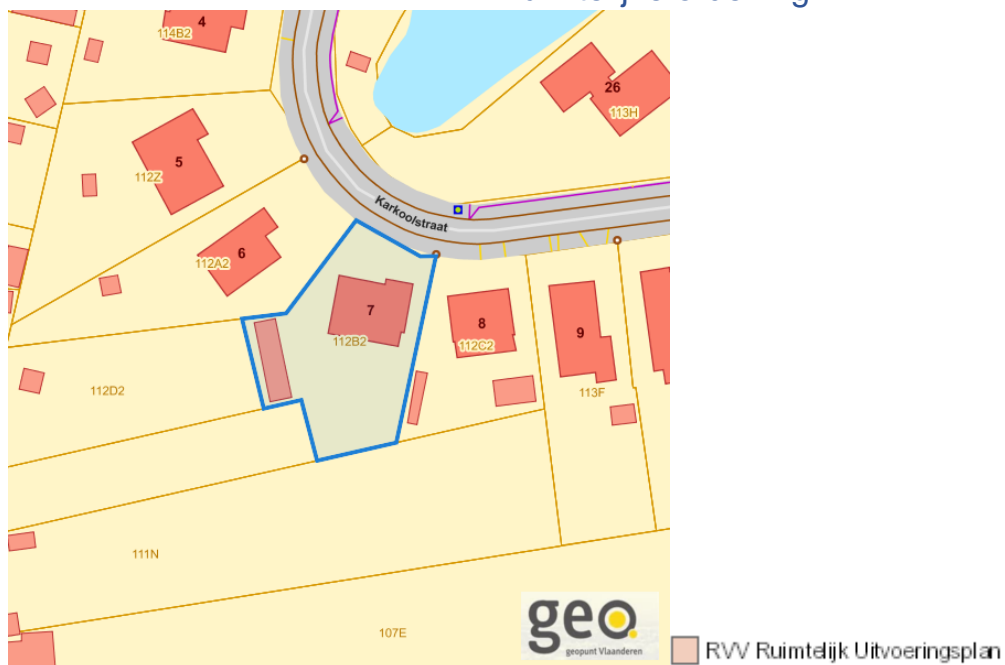 4
114B2
26
113H
5
112Z
Karkoolstraat
6
112A2
7
112B2
8
112C2
9
113F
112D2
111N
107E
geo.
geopunt Vlaanderen
RVV Ruimtelijk Uitvoeringsplan